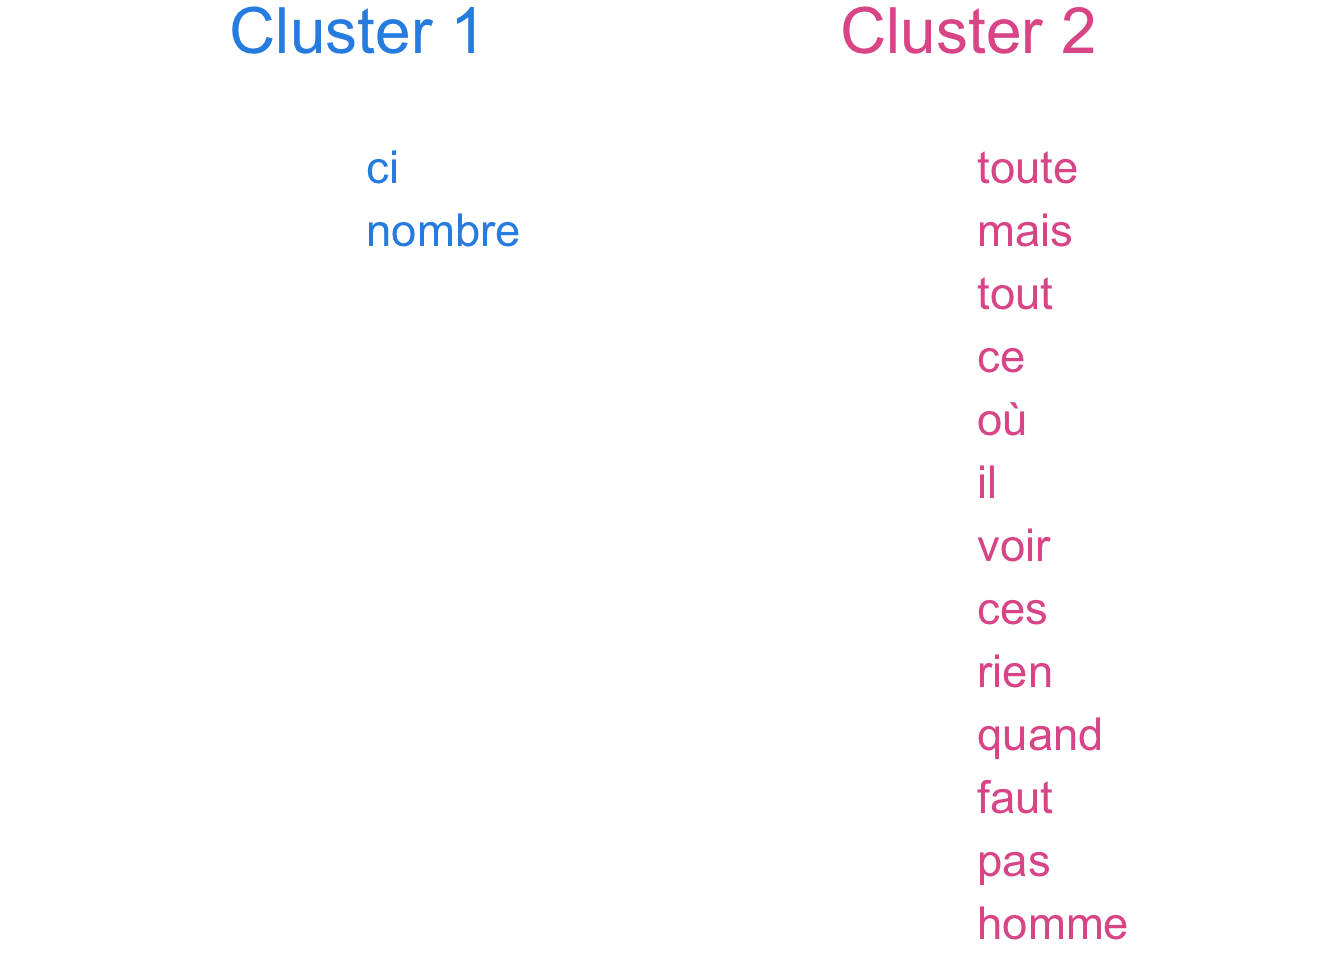 Cluster 1
ci
nombre
Cluster 2
toute
mais
tout
ce
où
il
voir
ces
rien
quand
faut
pas
homme